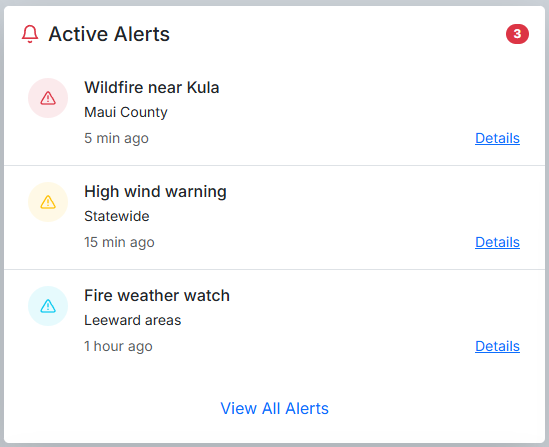 Active Alerts
3
Wildfire near Kula
Maui County
5 min ago
Details
High wind warning
Statewide
15 min ago
Details
Fire weather watch
Leeward areas
1 hour ago
Details
View All Alerts